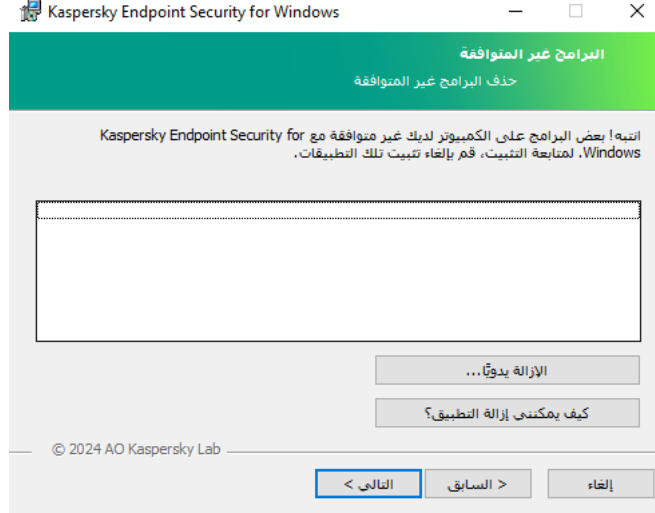 Kaspersky Endpoint Security for Windows
البرامج غير المتوافقة
حذف البرامج غير المتوافقة
انتبه! بعض البرامج على الكمبيوتر لديك غير متوافقة مع Kaspersky Endpoint Security for
Windows. لمتابعة التثبيت، قم بإلغاء تثبيت تلك التطبيقات.
الإزالة يدويًا...
كيف يمكنني إزالة التطبيق؟
© 2024 AO Kaspersky Lab
إلغاء
< السابق
التالي >